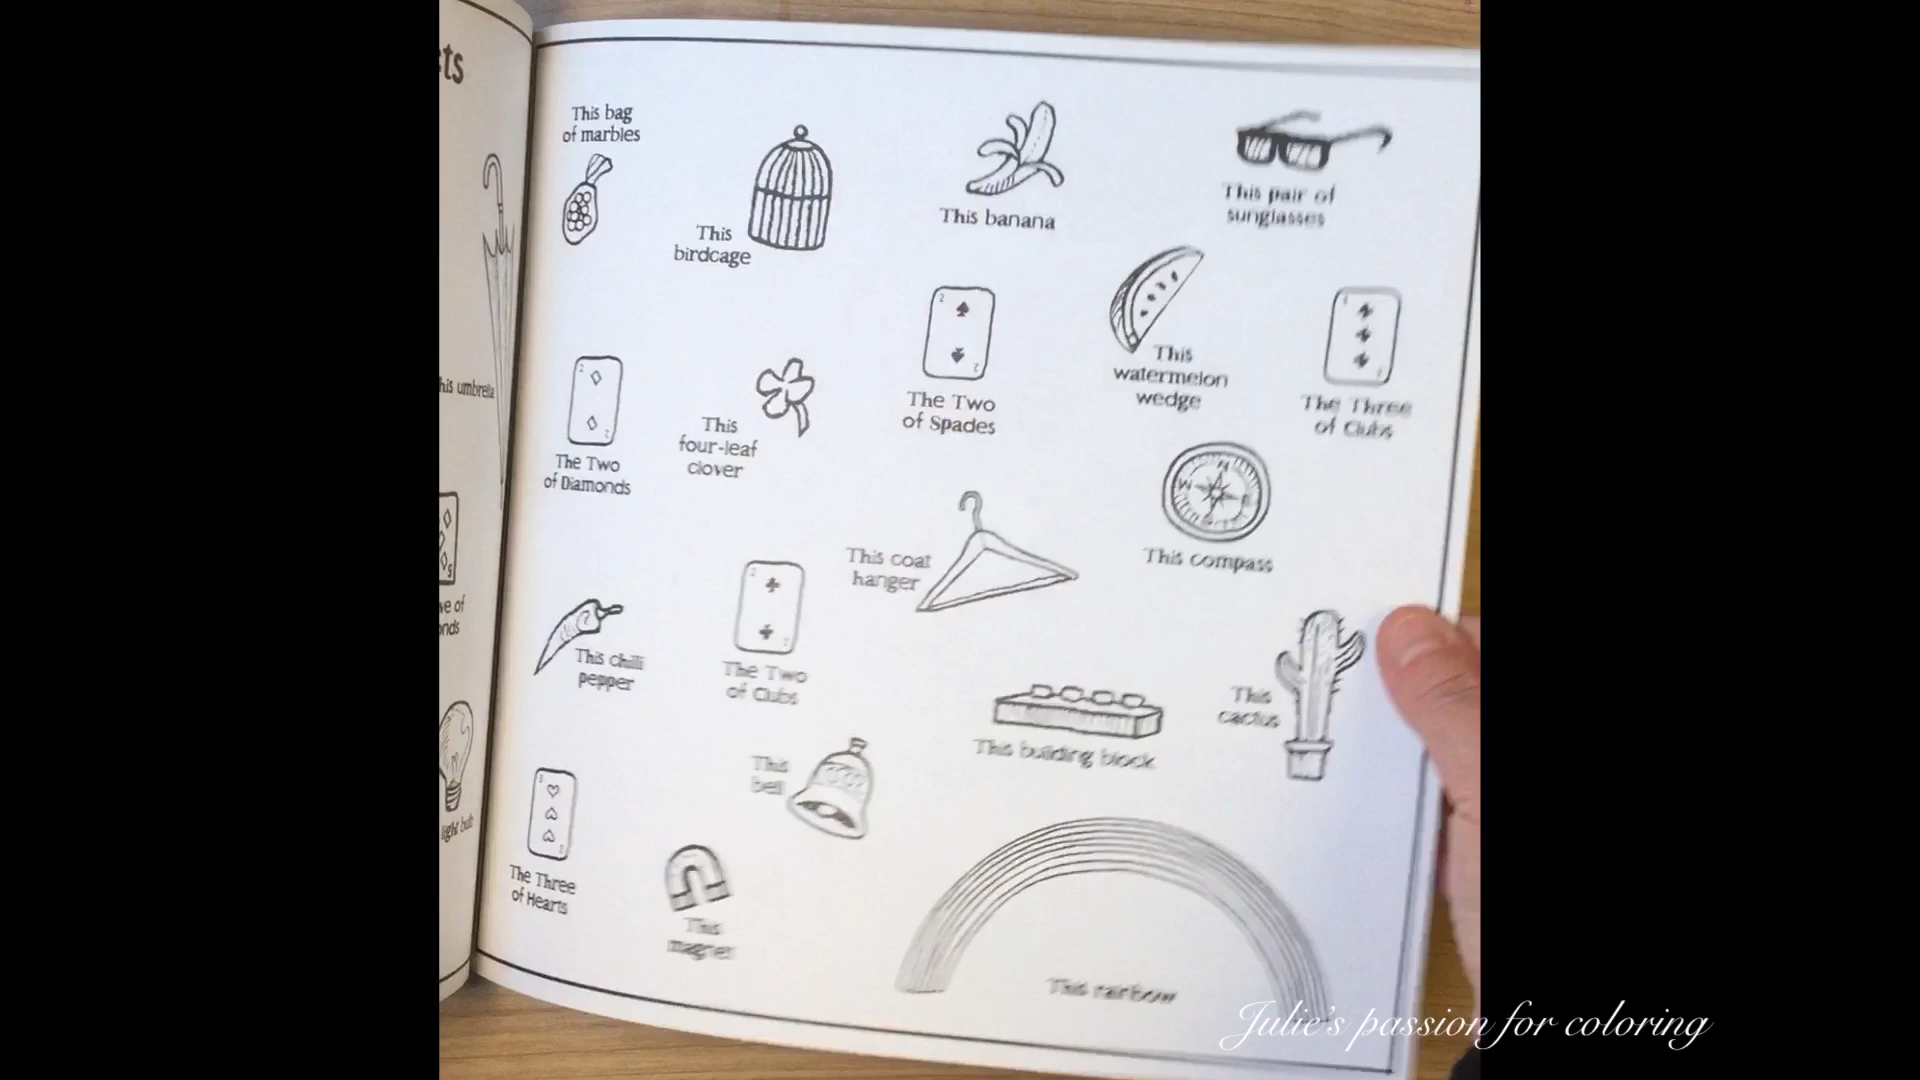 ts
This bag
of marbles
This
birdcage
This banana
This pair of
sunglasses
This umbrella
The Two
of Diamonds
This
four-leaf
clover
The Two
of Spades
This
watermelon
wedge
The Three
of Clubs
This coat
hanger
This compass
This chilli
pepper
The Two
of Clubs
This building block
This
cactus
This
bell
light bulb
The Three
of Hearts
This
magnet
This rainbow
Julie's passion for coloring